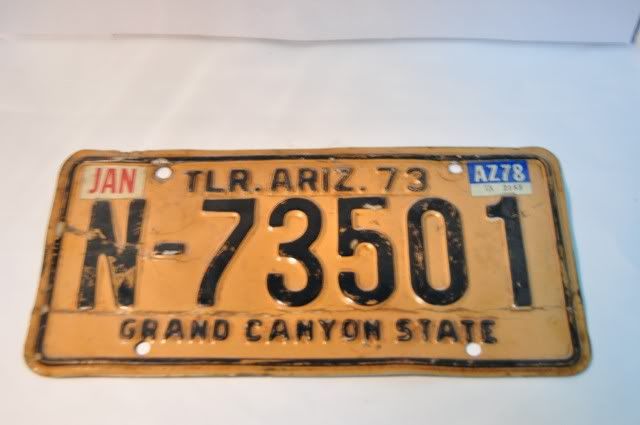 JAN
TLR. ARIZ. 73
AZ78
N-73501
GRAND CANYON STATE